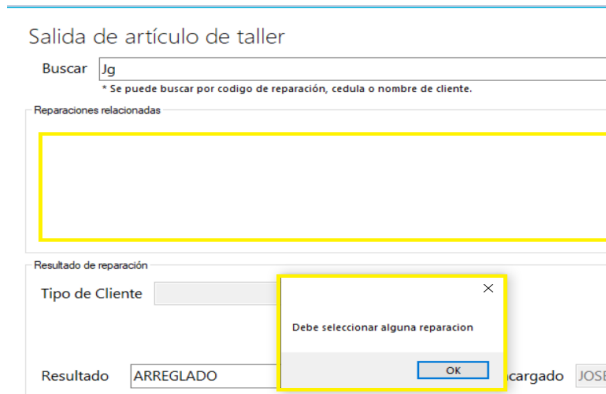 Salida de artículo de taller
Buscar Jg
* Se puede buscar por codigo de reparación, cedula o nombre de cliente.
Reparaciones relacionadas
Resultado de reparación
Tipo de Cliente
Debe seleccionar alguna reparacion
OK
Resultado ARREGLADO